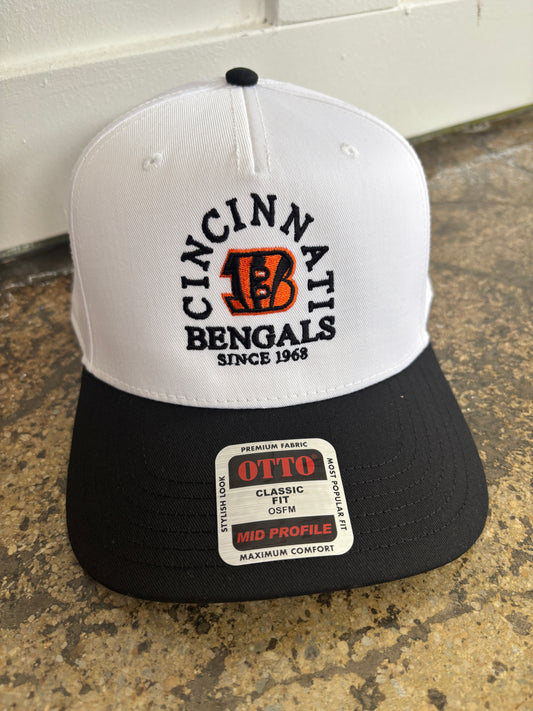 CINCINNATI
B
BENGALS
SINCE 1968
PREMIUM FABRIC
STYLISH LOOK
OTTO
CLASSIC
FIT
OSFM
MID PROFILE
MOST POPULAR FIT
MAXIMUM COMFORT